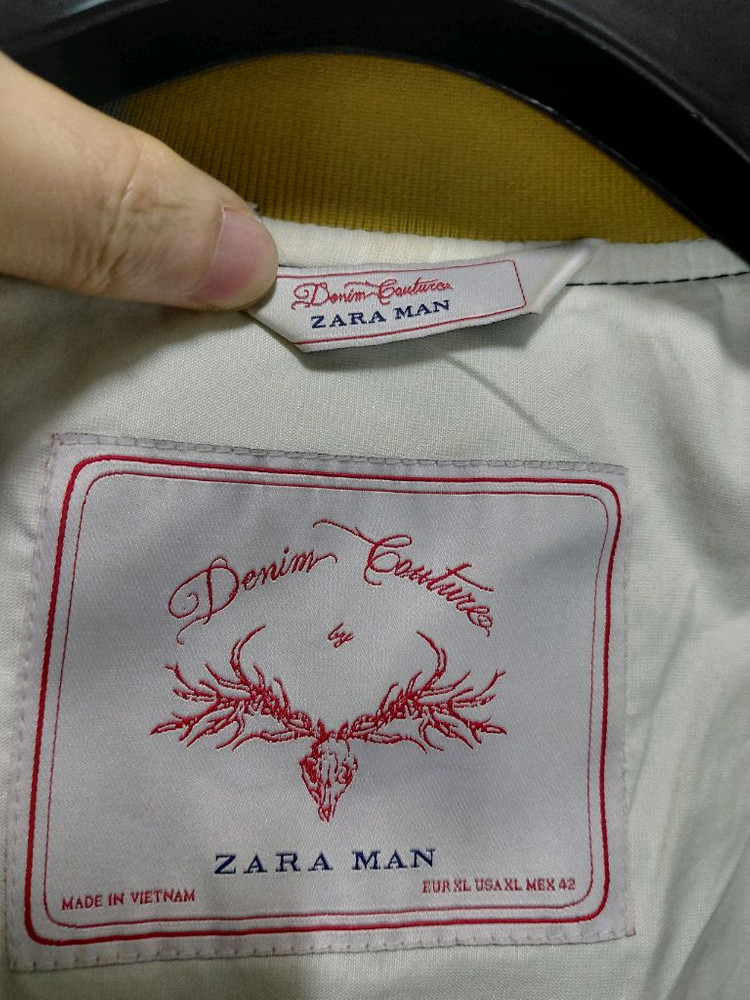 Denim Couture
ZARA MAN
Denim Couture
by
ZARA MAN
MADE IN VIETNAM
EUR XL USA XL MEX 42